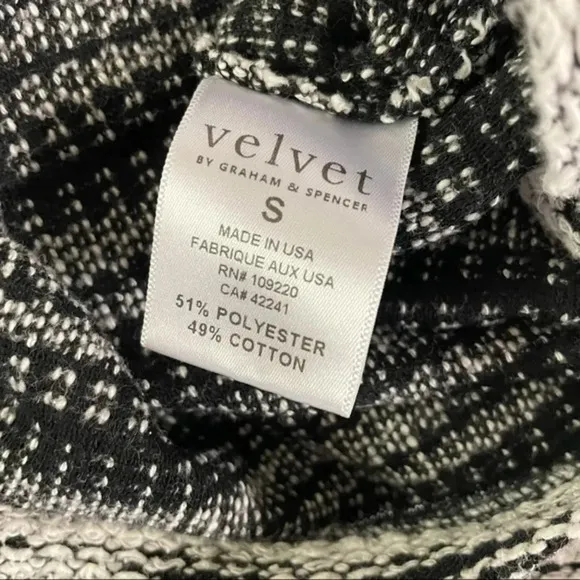 velvet
BY GRAHAM & SPENCER
S
MADE IN USA
FABRIQUE AUX USA
RN# 109220
CA# 42241
51% POLYESTER
49% COTTON